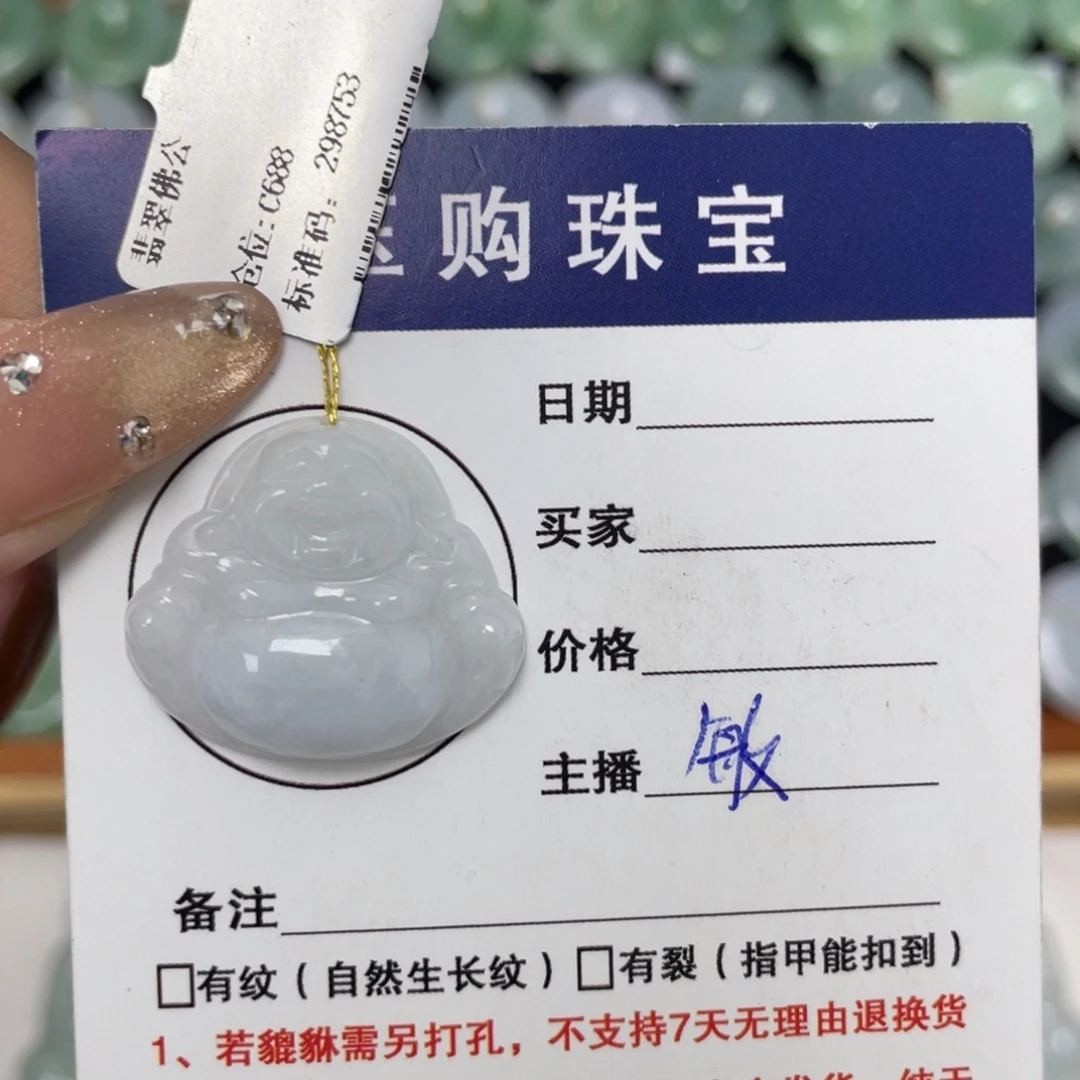 翡翠佛公
仓位:C688
标准码:298753
购珠宝
日期
买家
价格
主播 敏
备注
□有纹(自然生长纹) □有裂(指甲能扣到)
1、若貔貅需另打孔,不支持7天无理由退换货